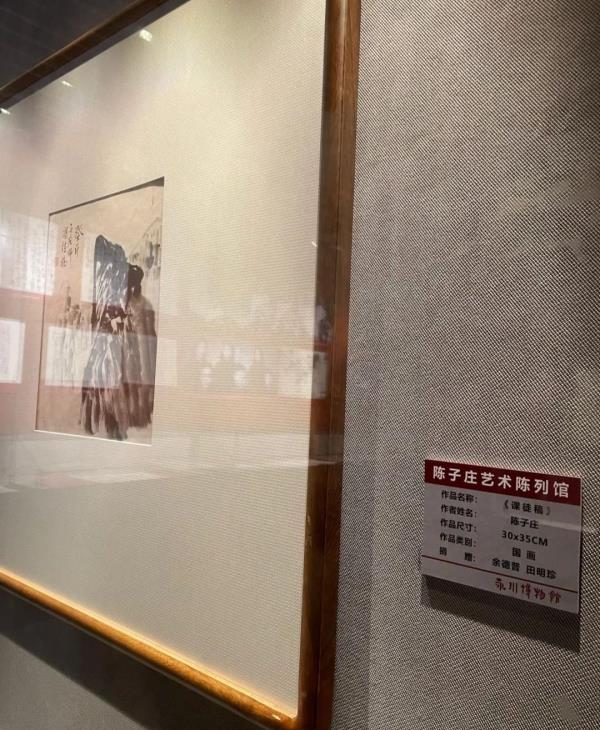 陈子庄艺术陈列馆
作品名称：《课徒稿》
作者姓名：陈子庄
作品尺寸：30x35CM
作品类别：国画
捐赠：余德普 田明珍
永川博物馆